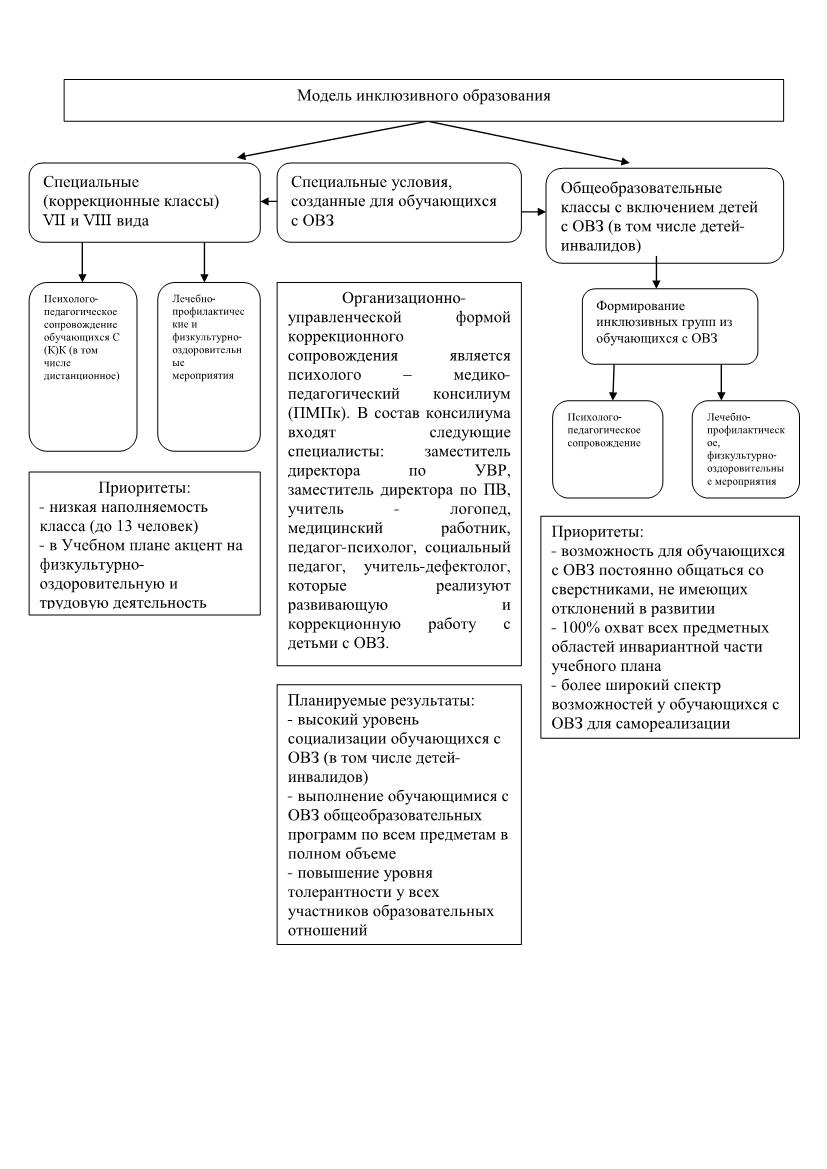 Модель инклюзивного образования
Специальные
(коррекционные классы)
VII и VIII вида
Специальные условия,
созданные для обучающихся
с ОВЗ
Общеобразовательные
классы с включением детей
с ОВЗ (в том числе детей-
инвалидов)
Психолого-
педагогическое
сопровождение
обучающихся С
(К)К (в том
числе
дистанционное)
Лечебно-
профилактичес
кие и
физкультурно-
оздоровительн
ые
мероприятия
Приоритеты:
- низкая наполняемость
класса (до 13 человек)
- в Учебном плане акцент на
физкультурно-
оздоровительную и
трудовую деятельность
Организационно-
управленческой формой
коррекционного
сопровождения является
психолого – медико-
педагогический консилиум
(ПМПк). В состав консилиума
входят следующие
специалисты: заместитель
директора по УВР,
заместитель директора по ПВ,
учитель - логопед,
медицинский работник,
педагог-психолог, социальный
педагог, учитель-дефектолог,
которые реализуют
развивающую и
коррекционную работу с
детьми с ОВЗ.
Планируемые результаты:
- высокий уровень
социализации обучающихся с
ОВЗ (в том числе детей-
инвалидов)
- выполнение обучающимися с
ОВЗ общеобразовательных
программ по всем предметам в
полном объеме
- повышение уровня
толерантности у всех
участников образовательных
отношений
Формирование
инклюзивных групп из
обучающихся с ОВЗ
Психолого-
педагогическое
сопровождение
Лечебно-
профилактическ
ое,
физкультурно-
оздоровительны
е мероприятия
Приоритеты:
- возможность для обучающихся
с ОВЗ постоянно общаться со
сверстниками, не имеющих
отклонений в развитии
- 100% охват всех предметных
областей инвариантной части
учебного плана
- более широкий спектр
возможностей у обучающихся с
ОВЗ для самореализации